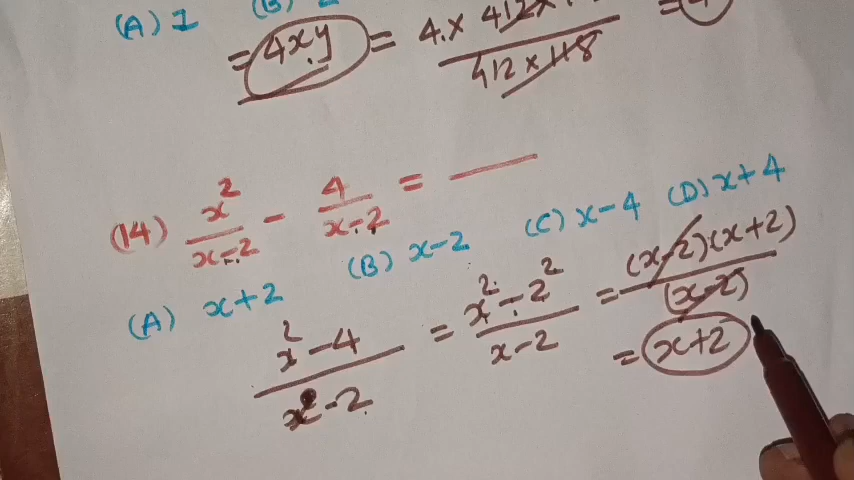 (A) 1 (B)
= 4xy = 4 × 412 × / 412 × 118 =
(14) x²/x-2 - 4/x-2 = ___
(A) x+2 (B) x-2 (C) x-4 (D) x+4
x²-4/x-2 = x²-2²/x-2 = (x-2)(x+2)/(x-2)
= x+2